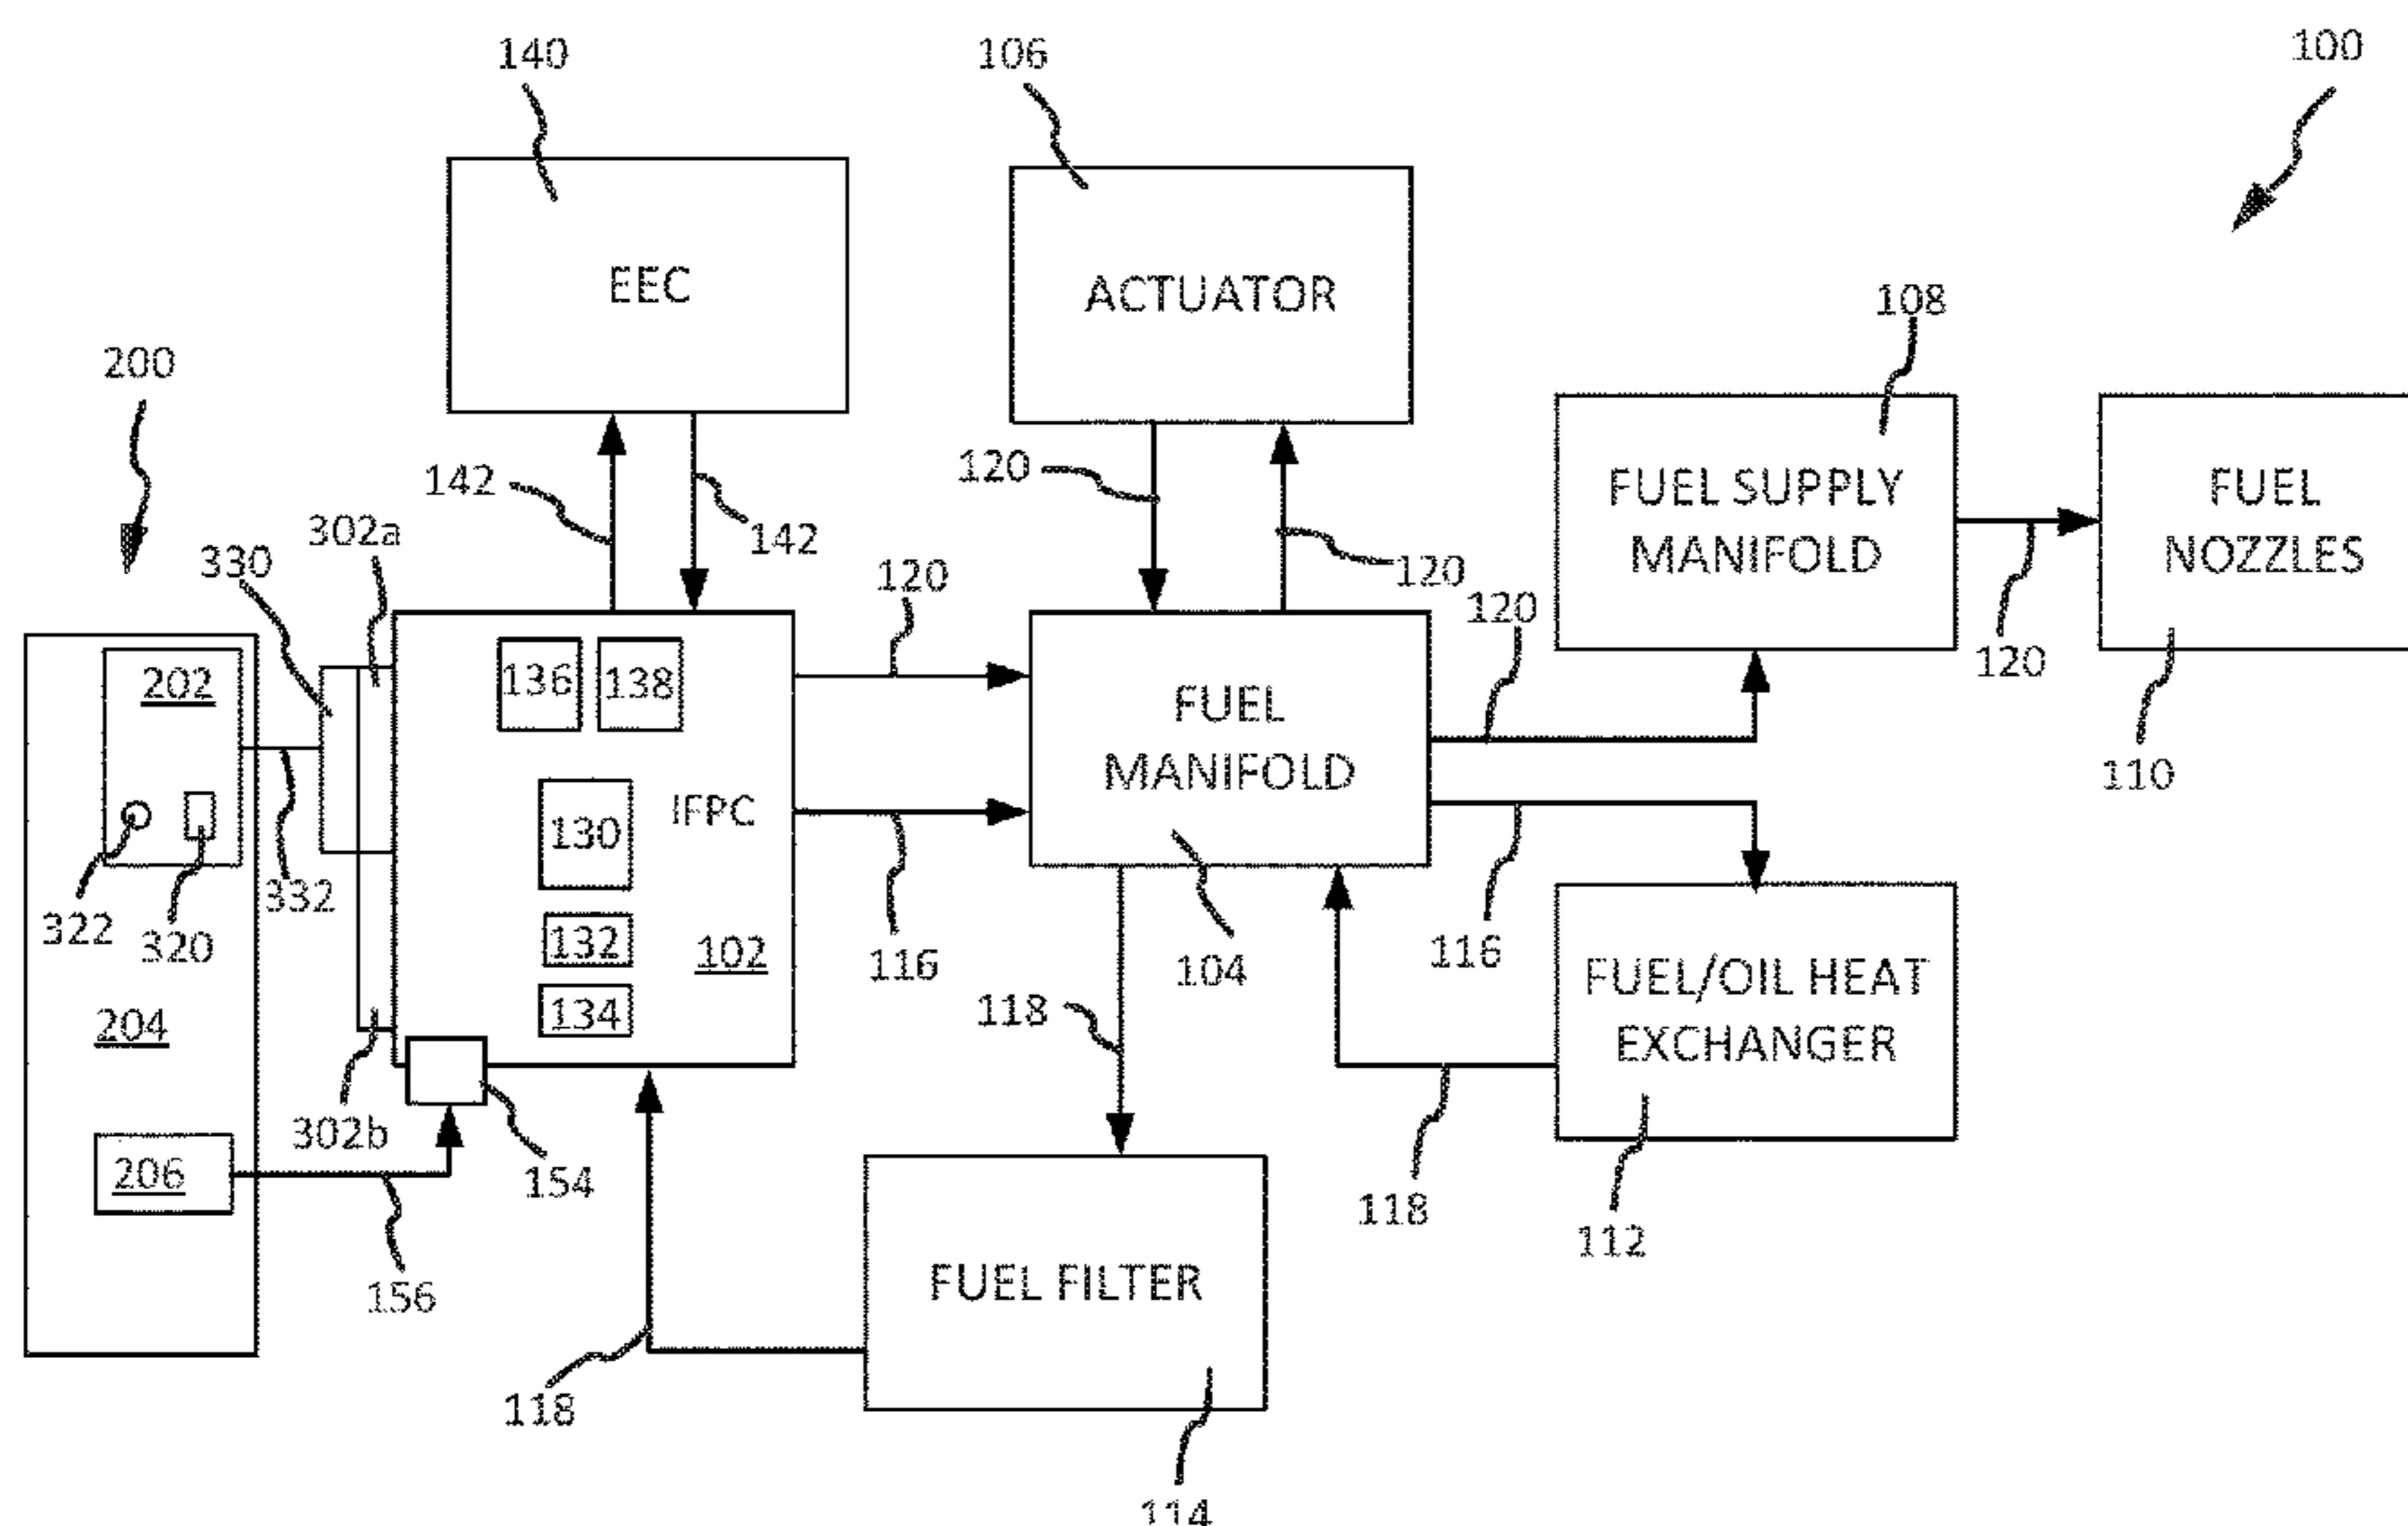 140
106
100
EEC
ACTUATOR
108
200
142
142
120
120
FUEL SUPPLY
MANIFOLD
120
FUEL
NOZZLES
110
330
302a
120
120
202
136
138
FUEL
MANIFOLD
104
322
320
332
130
IFPC
132
102
134
116
116
204
302b
154
118
118
FUEL/OIL HEAT
EXCHANGER
112
206
156
118
FUEL FILTER
114